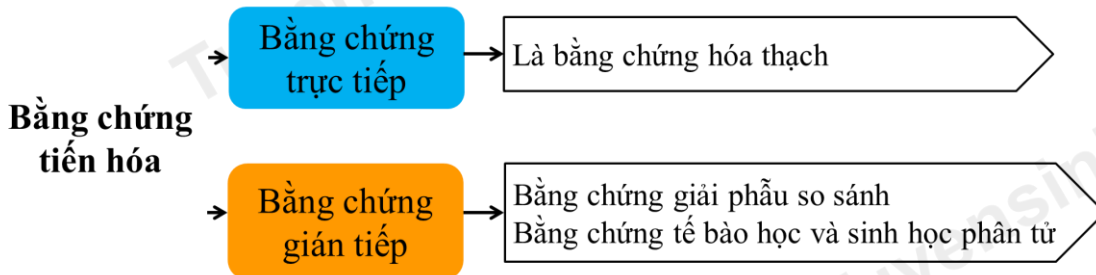 Bằng chứng
tiến hóa
Bằng chứng
trực tiếp
Là bằng chứng hóa thạch
Bằng chứng
gián tiếp
Bằng chứng giải phẫu so sánh
Bằng chứng tế bào học và sinh học phân tử